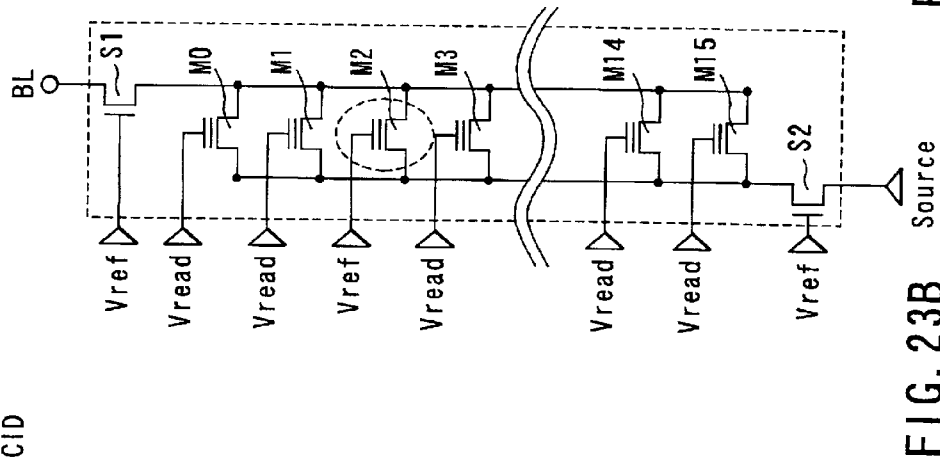 CID
BL
S1
Vref
M0
Vread
M1
Vread
M2
Vref
M3
Vread
M14
Vread
M15
Vread
S2
Vref
Source
FIG. 23B